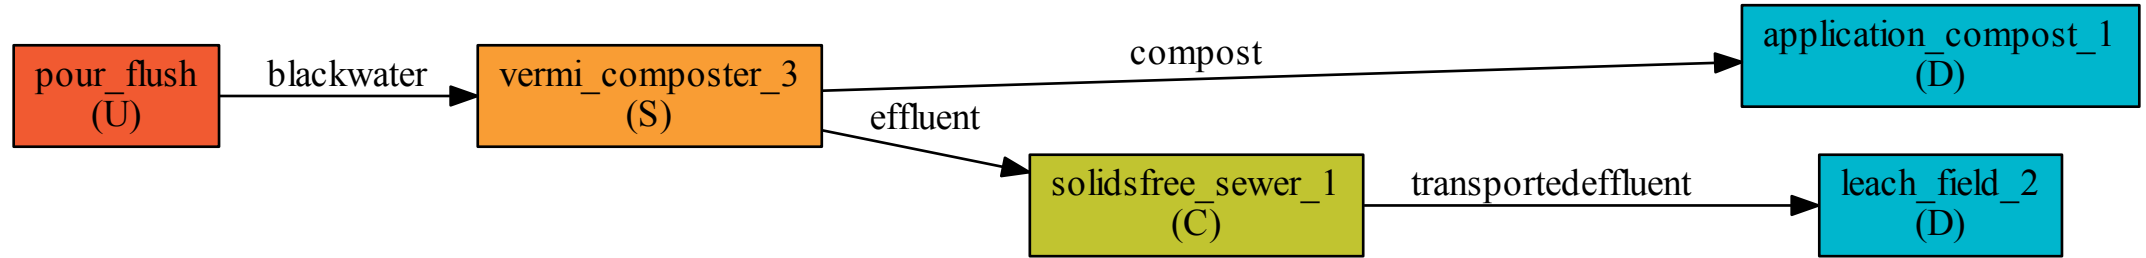 pour_flush
(U)
blackwater
vermi_composter_3
(S)
compost
application_compost_1
(D)
effluent
solidsfree_sewer_1
(C)
transportedeffluent
leach_field_2
(D)